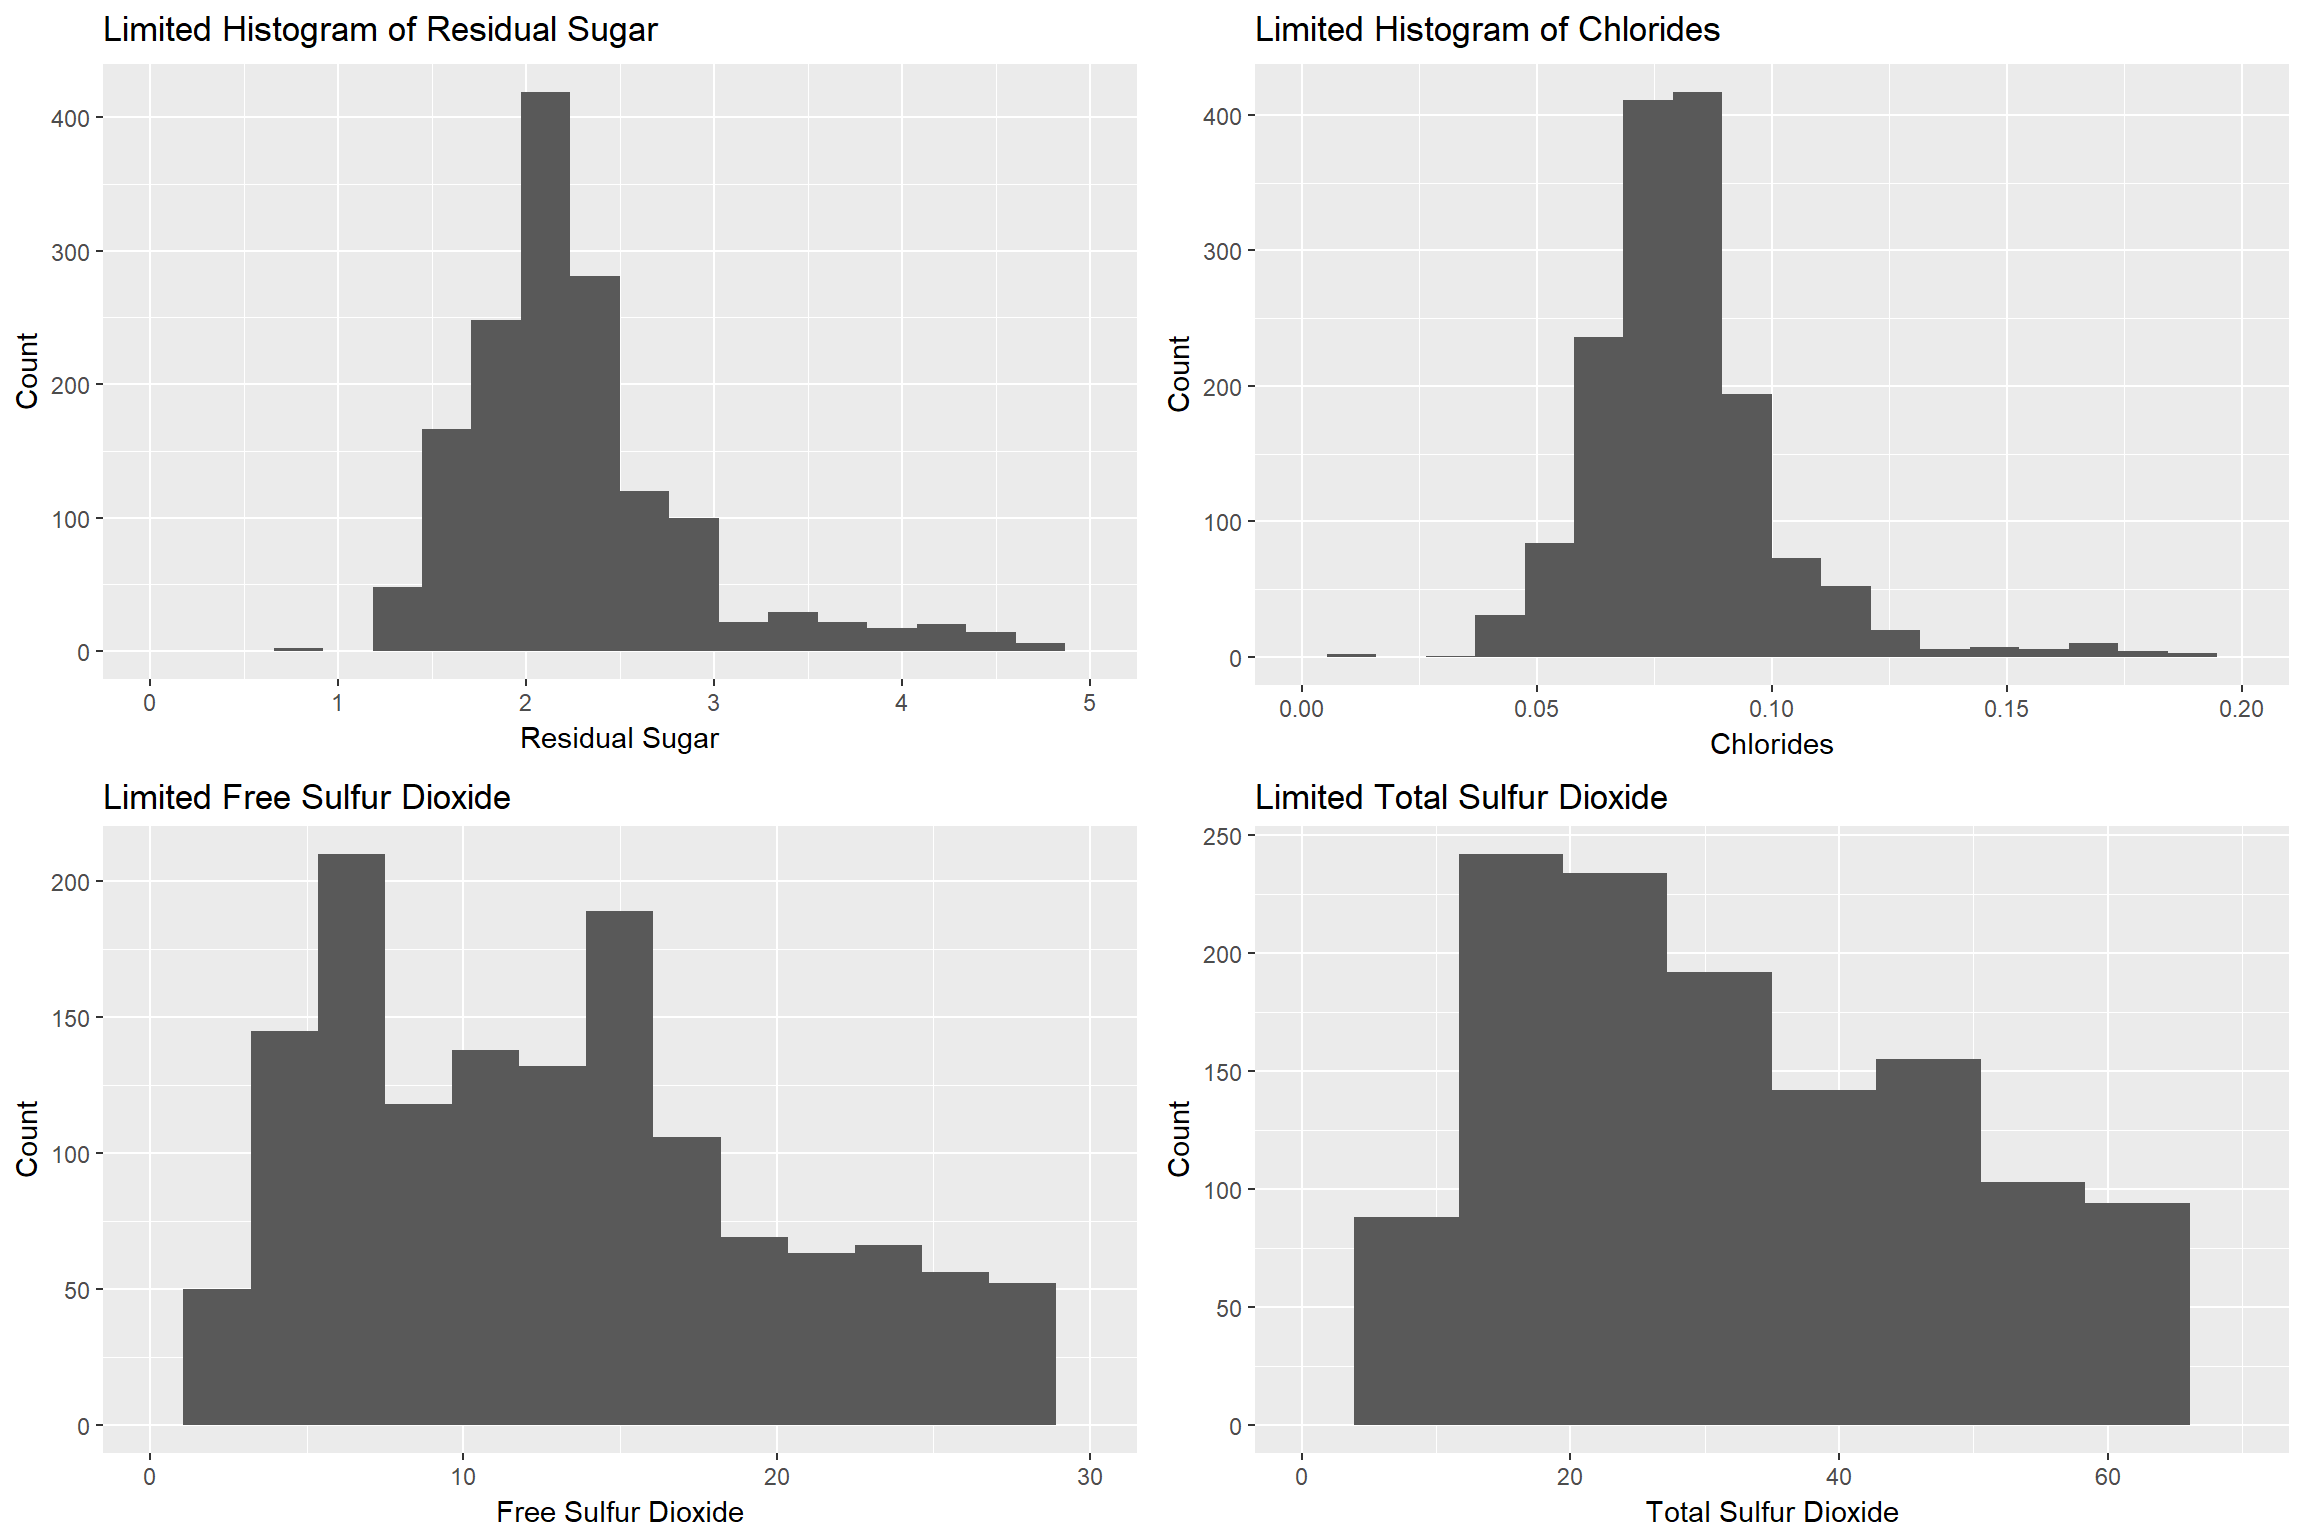 Limited Histogram of Residual Sugar
400
300
200
100
0
Count
0 1 2 3 4 5
Residual Sugar
Limited Histogram of Chlorides
400
300
200
100
0
Count
0.00 0.05 0.10 0.15 0.20
Chlorides
Limited Free Sulfur Dioxide
200
150
100
50
0
Count
0 10 20 30
Free Sulfur Dioxide
Limited Total Sulfur Dioxide
250
200
150
100
50
0
Count
0 20 40 60
Total Sulfur Dioxide